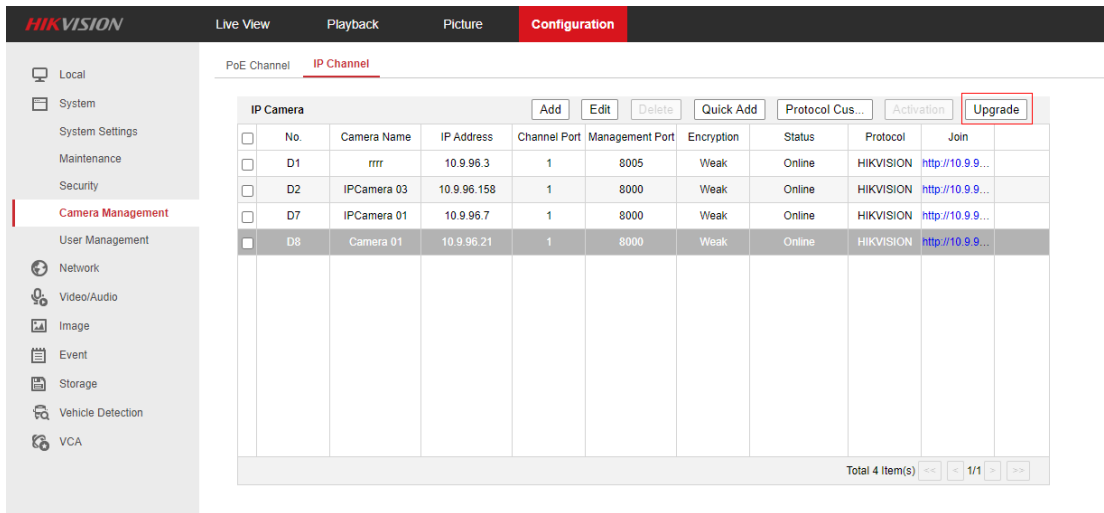 HIKVISION Live View Playback Picture Configuration
PoE Channel IP Channel
Local
System
System Settings
Maintenance
Security
Camera Management
User Management
Network
Video/Audio
Image
Event
Storage
Vehicle Detection
VCA
IP Camera Add Edit Delete Quick Add Protocol Cus... Activation Upgrade
No. Camera Name IP Address Channel Port Management Port Encryption Status Protocol Join
D1 rrrr 10.9.96.3 1 8005 Weak Online HIKVISION http://10.9.9...
D2 IPCamera 03 10.9.96.158 1 8000 Weak Online HIKVISION http://10.9.9...
D7 IPCamera 01 10.9.96.7 1 8000 Weak Online HIKVISION http://10.9.9...
D8 Camera 01 10.9.96.21 1 8000 Weak Online HIKVISION http://10.9.9...
Total 4 Item(s) << < 1/1 > >>